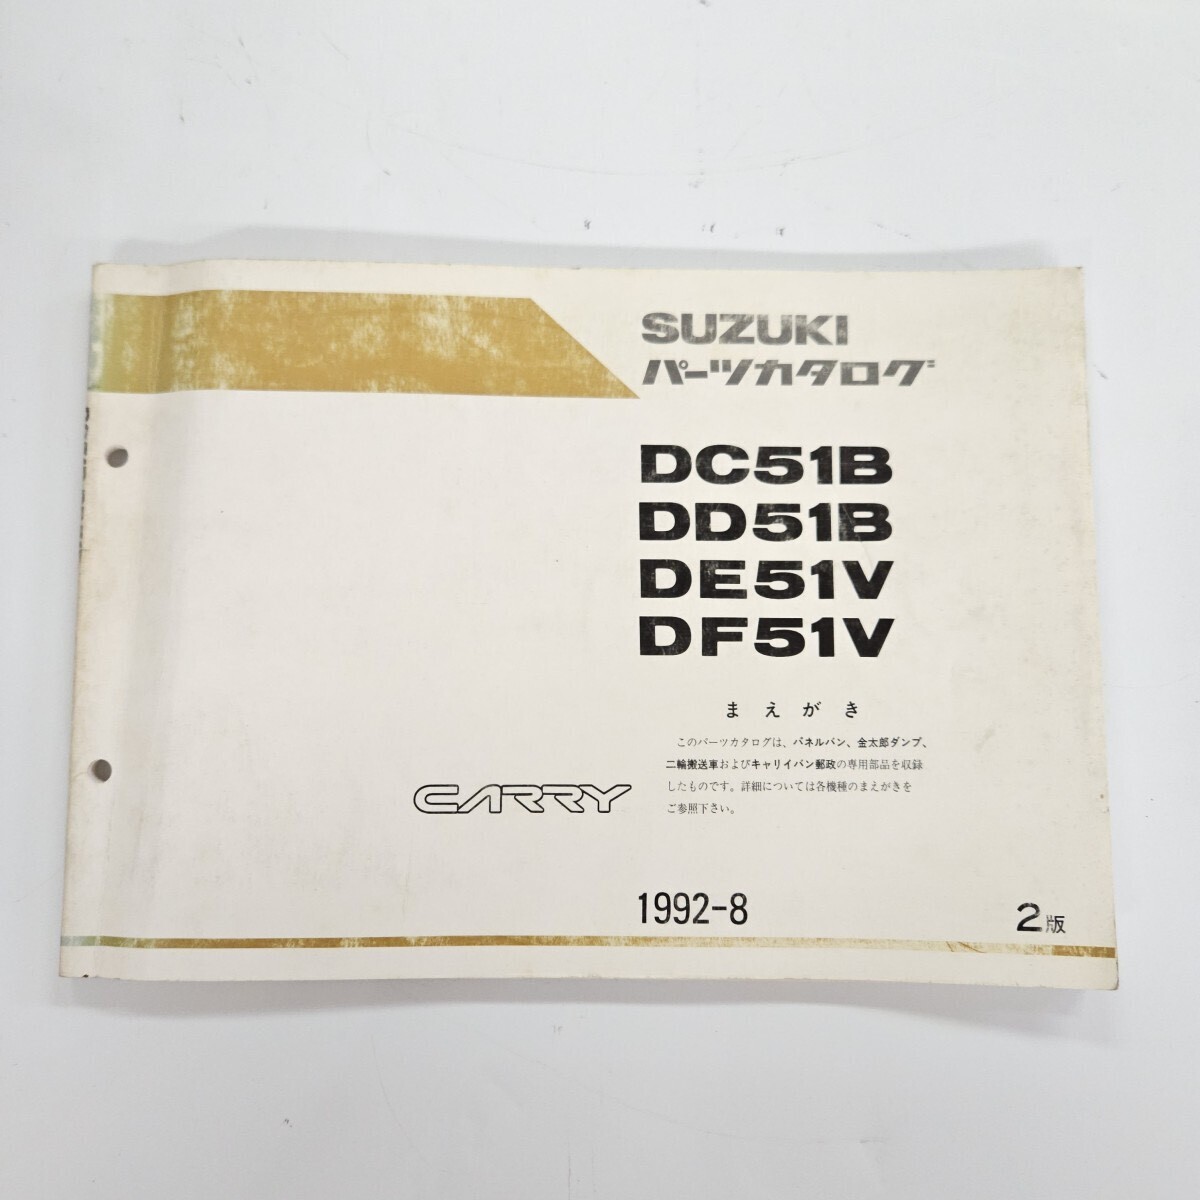 SUZUKI
パーツカタログ
DC51B
DD51B
DE51V
DF51V
まえがき
このパーツカタログは、パネルバン、金太郎ダンプ、
二輪搬送車およびキャリイバン郵政の専用部品を収録
したものです。詳細については各機種のまえがきを
ご参照下さい。
CARRY
1992-8
2版